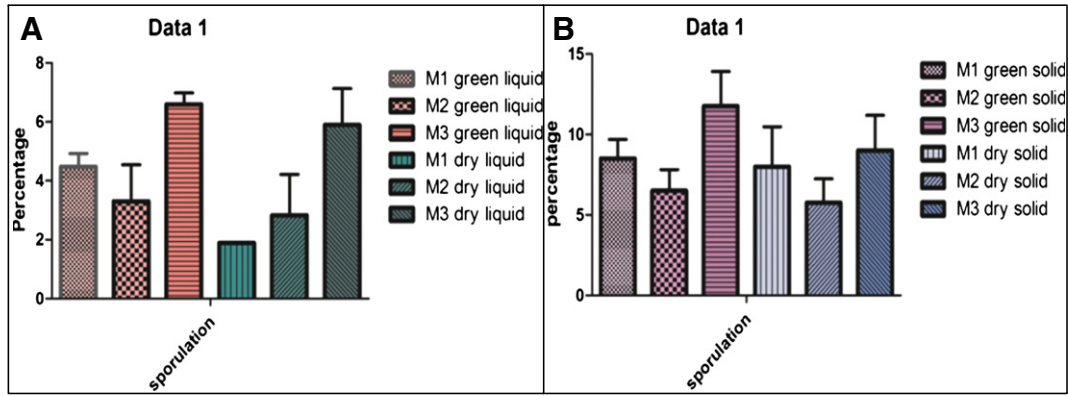 A
Data 1
Percentage
8
6
4
2
0
sporulation
M1 green liquid
M2 green liquid
M3 green liquid
M1 dry liquid
M2 dry liquid
M3 dry liquid
B
Data 1
percentage
15
10
5
0
sporulation
M1 green solid
M2 green solid
M3 green solid
M1 dry solid
M2 dry solid
M3 dry solid